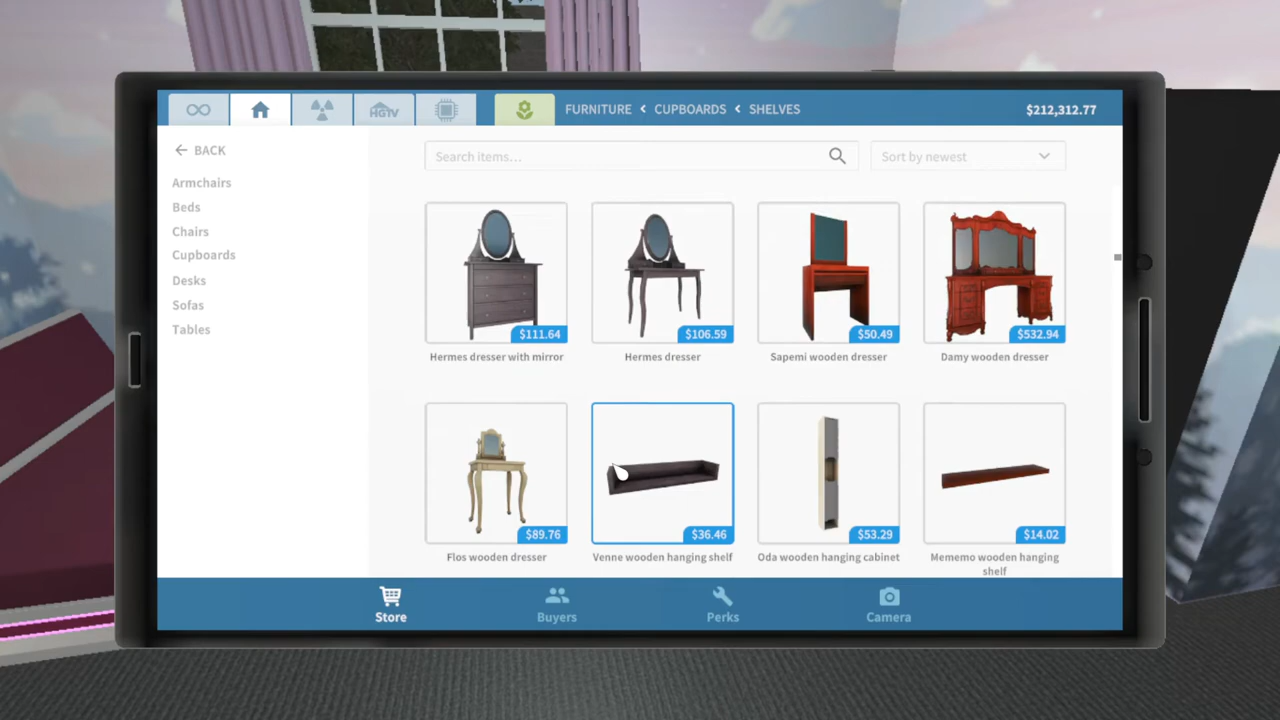 HGTV
FURNITURE < CUPBOARDS < SHELVES
$212,312.77
← BACK
Search items...
Sort by newest
Armchairs
Beds
Chairs
Cupboards
Desks
Sofas
Tables
$111.64
$106.59
$50.49
$532.94
Hermes dresser with mirror
Hermes dresser
Sapemi wooden dresser
Damy wooden dresser
$89.76
$36.46
$53.29
$14.02
Flos wooden dresser
Venne wooden hanging shelf
Oda wooden hanging cabinet
Mememo wooden hanging
shelf
Store
Buyers
Perks
Camera